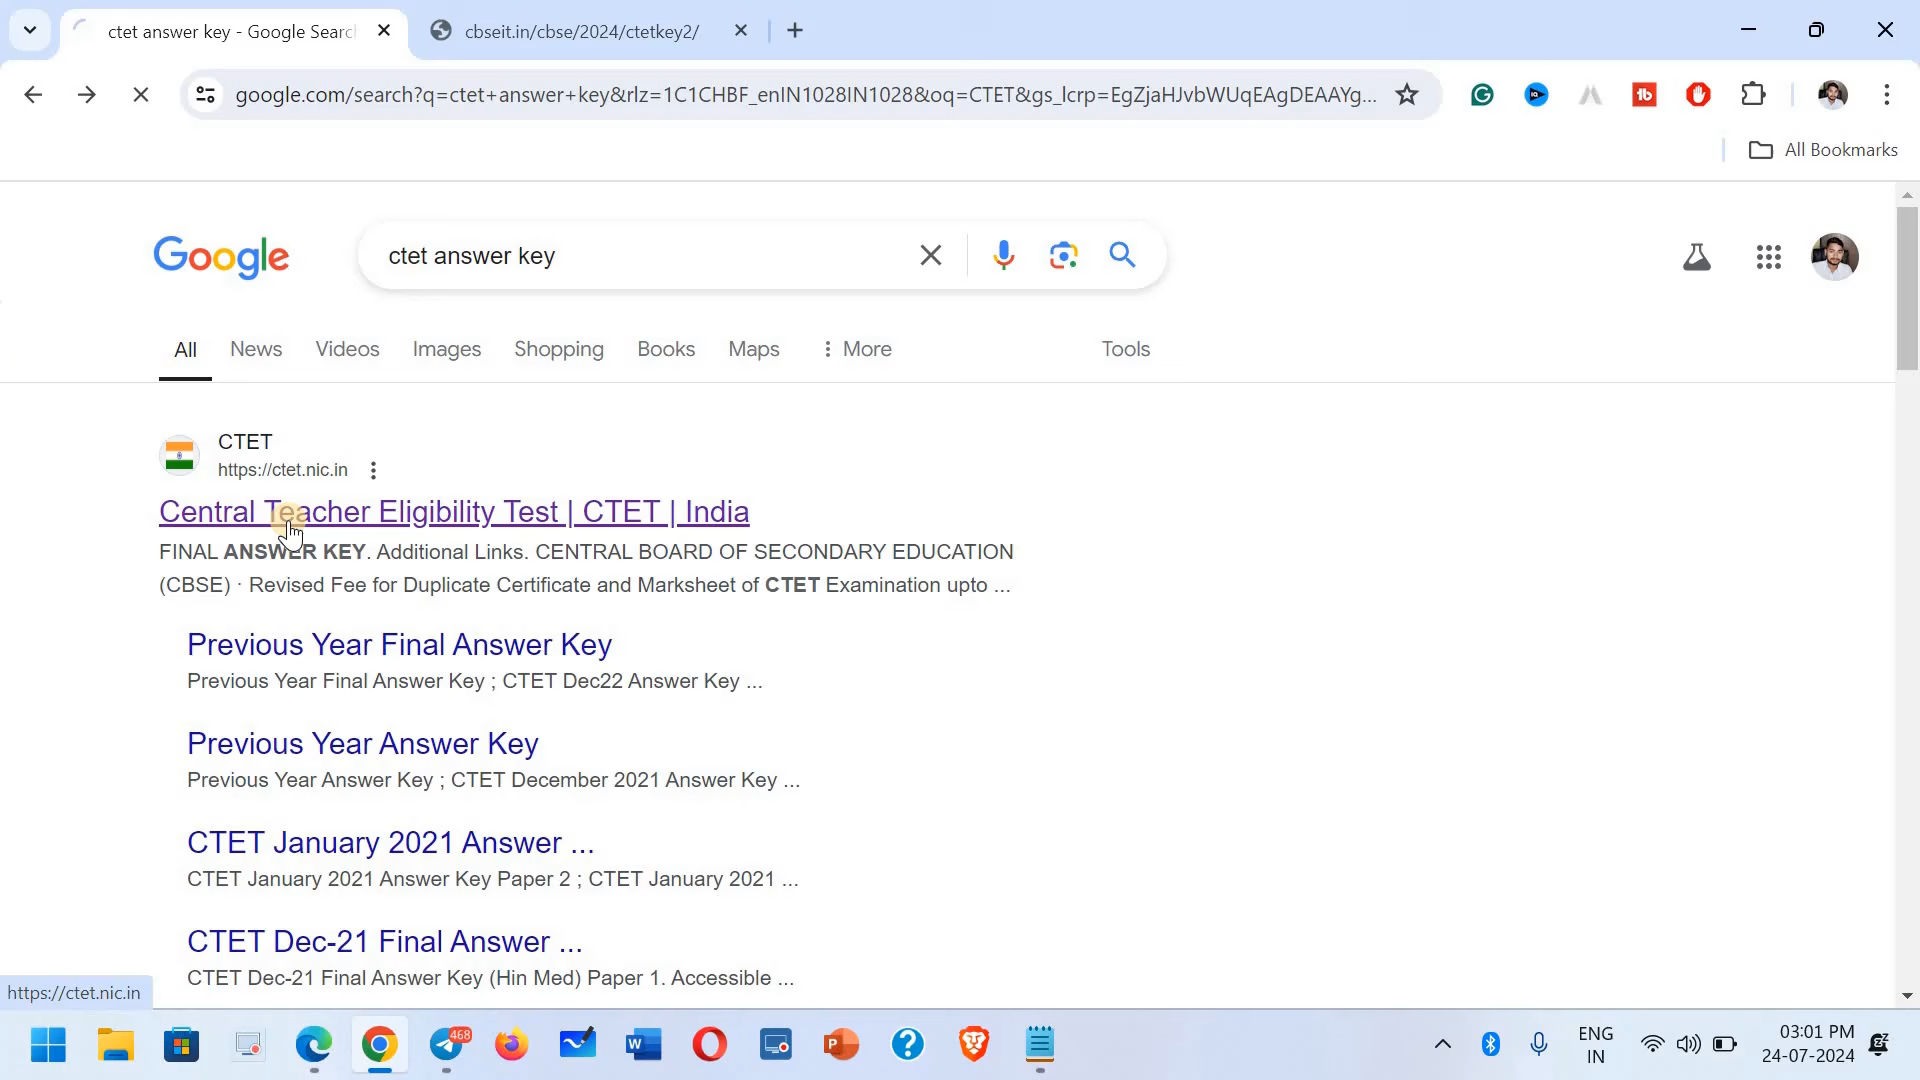 ctet answer key - Google Searc
cbseit.in/cbse/2024/ctetkey2/
google.com/search?q=ctet+answer+key&rlz=1C1CHBF_enIN1028IN1028&oq=CTET&gs_lcrp=EgZjaHJvbWUqEAgDEAAYg...
All Bookmarks
Google
ctet answer key
All
News
Videos
Images
Shopping
Books
Maps
More
Tools
CTET
https://ctet.nic.in
Central Teacher Eligibility Test | CTET | India
FINAL ANSWER KEY. Additional Links. CENTRAL BOARD OF SECONDARY EDUCATION
(CBSE) · Revised Fee for Duplicate Certificate and Marksheet of CTET Examination upto ...
Previous Year Final Answer Key
Previous Year Final Answer Key ; CTET Dec22 Answer Key ...
Previous Year Answer Key
Previous Year Answer Key ; CTET December 2021 Answer Key ...
CTET January 2021 Answer ...
CTET January 2021 Answer Key Paper 2 ; CTET January 2021 ...
CTET Dec-21 Final Answer ...
CTET Dec-21 Final Answer Key (Hin Med) Paper 1. Accessible ...
https://ctet.nic.in
468
ENG
IN
03:01 PM
24-07-2024